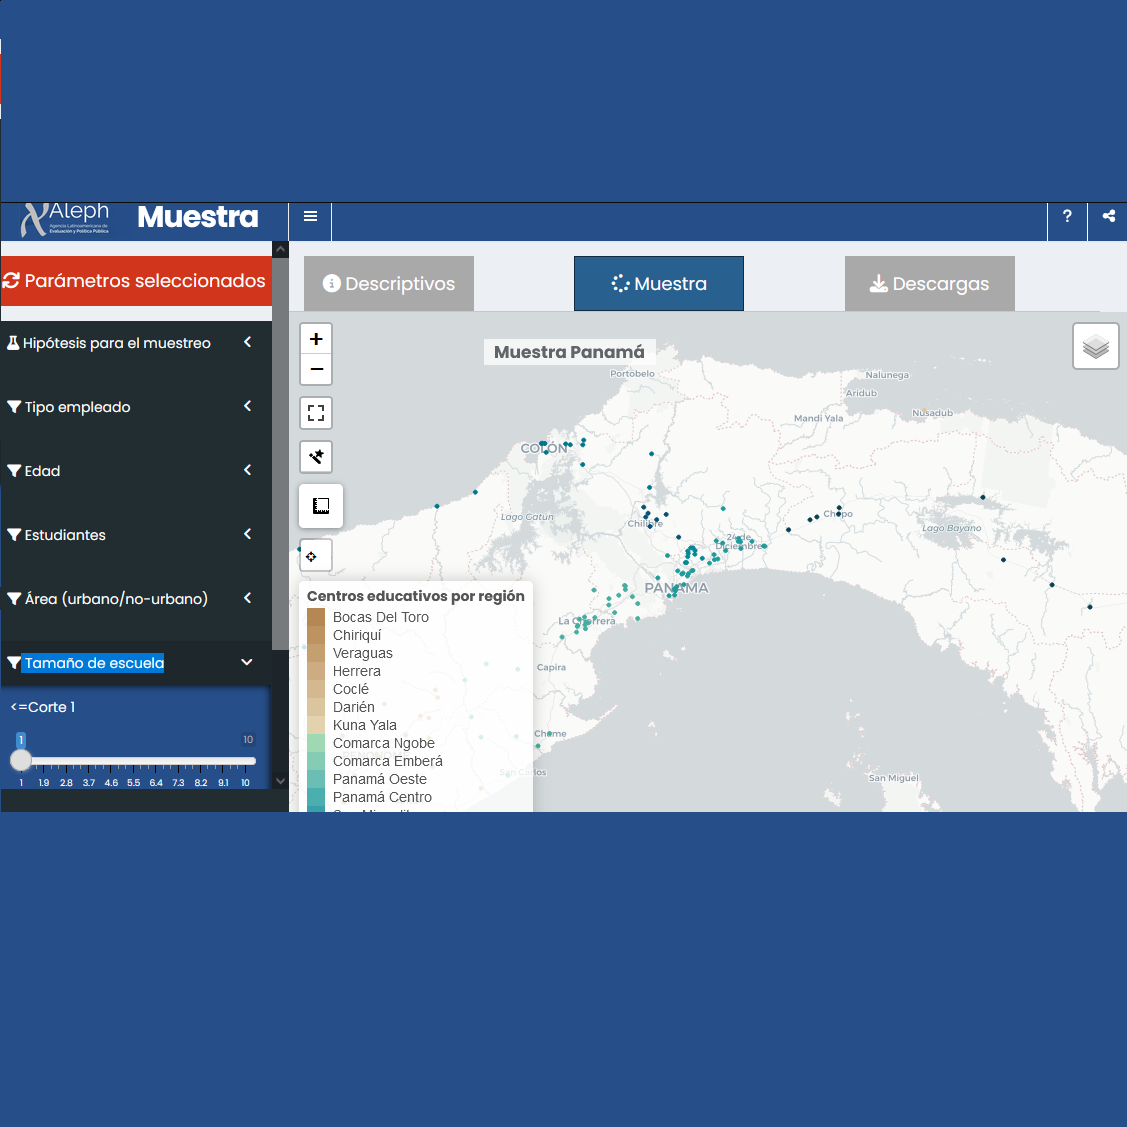 Aleph
Agencia Latinoamericana de
Evaluación y Política Pública
Muestra
?
Parámetros seleccionados
Hipótesis para el muestreo
Tipo empleado
Edad
Estudiantes
Área (urbano/no-urbano)
Tamaño de escuela
<=Corte 1
1
10
1 1.9 2.8 3.7 4.6 5.5 6.4 7.3 8.2 9.1 10
Descriptivos
Muestra
Descargas
+
−
Muestra Panamá
Portobelo
Nalunega
Aridub
Mandi Yala
Nusadub
COLÓN
Lago Gatún
Chilibre
Chepo
Lago Bayano
24 de
Diciembre
PANAMÁ
La Chorrera
Capira
Chame
San Carlos
San Miguel
Centros educativos por región
Bocas Del Toro
Chiriquí
Veraguas
Herrera
Coclé
Darién
Kuna Yala
Comarca Ngobe
Comarca Emberá
Panamá Oeste
Panamá Centro